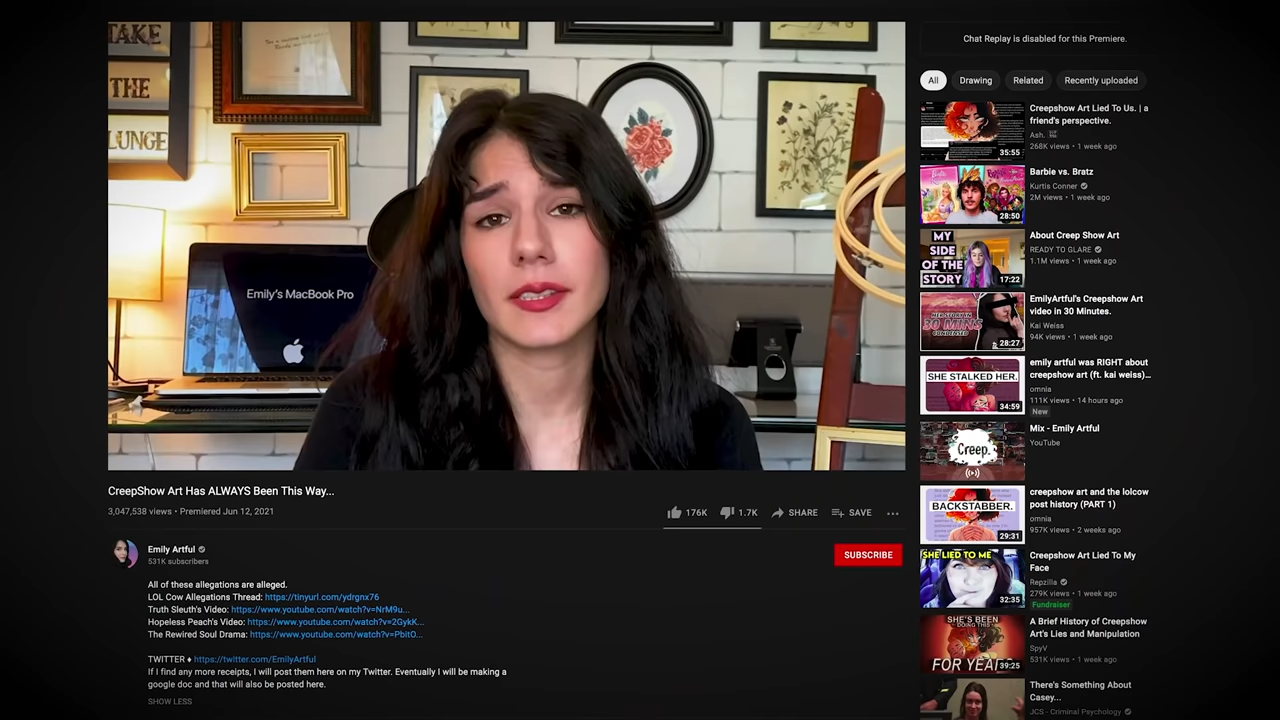 TAKE
THE
LUNGE
Emily's MacBook Pro
CreepShow Art Has ALWAYS Been This Way...
3,047,538 views • Premiered Jun 12, 2021
176K
1.7K
SHARE
SAVE
Emily Artful
531K subscribers
SUBSCRIBE
All of these allegations are alleged.
LOL Cow Allegations Thread: https://tinyurl.com/ydrgnx76
Truth Sleuth's Video: https://www.youtube.com/watch?v=NrM9u...
Hopeless Peach's Video: https://www.youtube.com/watch?v=2GykK...
The Rewired Soul Drama: https://www.youtube.com/watch?v=PbitO...
TWITTER ♦ https://twitter.com/EmilyArtful
If I find any more receipts, I will post them here on my Twitter. Eventually I will be making a
google doc and that will also be posted here.
SHOW LESS
Chat Replay is disabled for this Premiere.
All
Drawing
Related
Recently uploaded
35:55
Creepshow Art Lied To Us. | a
friend's perspective.
Ash.
268K views • 1 week ago
28:50
Barbie vs. Bratz
Kurtis Conner
2M views • 1 week ago
MY
SIDE
OF THE
STORY
17:22
About Creep Show Art
READY TO GLARE
1.1M views • 1 week ago
HER STORY IN
30 MINS
CONDENSED
28:27
EmilyArtful's Creepshow Art
video in 30 Minutes.
Kai Weiss
94K views • 1 week ago
SHE STALKED HER.
34:59
emily artful was RIGHT about
creepshow art (ft. kai weiss)...
omnia
111K views • 14 hours ago
New
Creep.
Mix - Emily Artful
YouTube
BACKSTABBER.
29:31
creepshow art and the lolcow
post history (PART 1)
omnia
957K views • 2 weeks ago
SHE LIED TO ME
32:35
Creepshow Art Lied To My
Face
Repzilla
279K views • 1 week ago
Fundraiser
SHE'S BEEN
DOING THIS
FOR YEA
39:25
A Brief History of Creepshow
Art's Lies and Manipulation
SpyV
531K views • 1 week ago
There's Something About
Casey...
JCS - Criminal Psychology